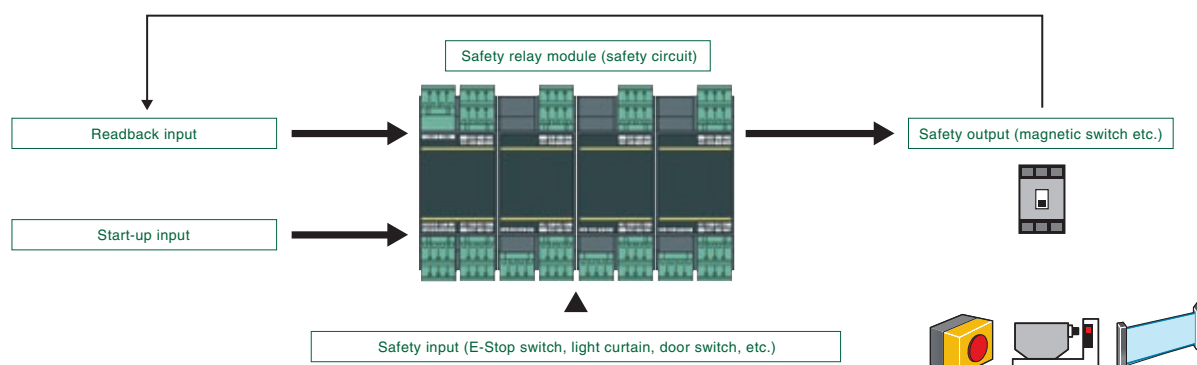 Safety relay module (safety circuit)
Readback input
Safety output (magnetic switch etc.)
Start-up input
Safety input (E-Stop switch, light curtain, door switch, etc.)